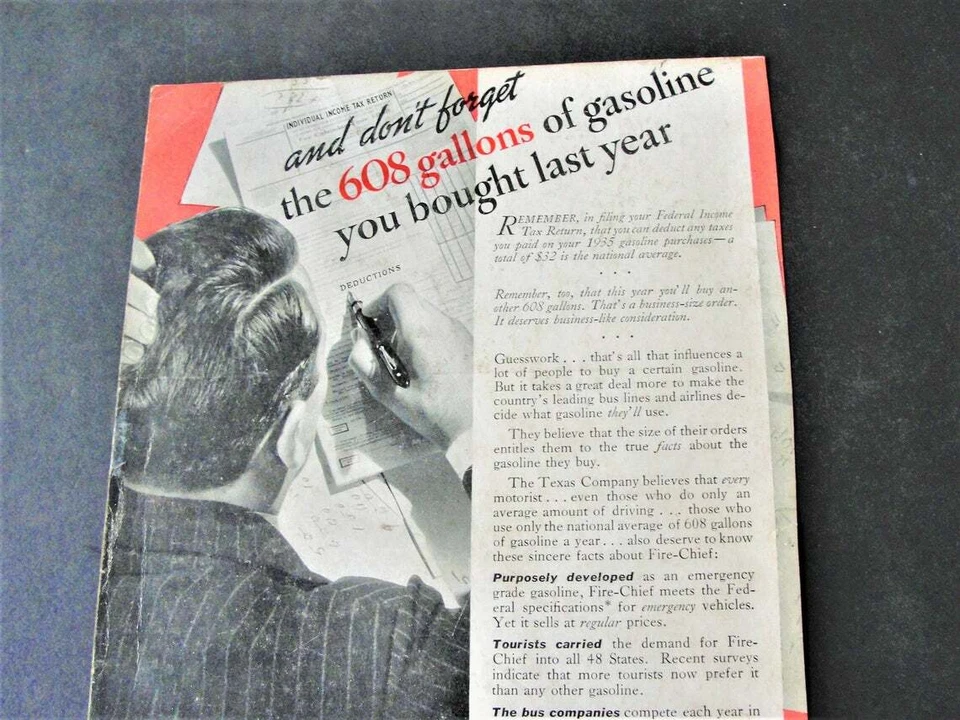 INDIVIDUAL INCOME TAX RETURN
and don't forget
the 608 gallons of gasoline
you bought last year
DEDUCTIONS
REMEMBER, in filing your Federal Income
Tax Return, that you can deduct any taxes
you paid on your 1935 gasoline purchases—a
total of $32 is the national average.
. . .
Remember, too, that this year you'll buy an-
other 608 gallons. That's a business-size order.
It deserves business-like consideration.
. . .
Guesswork . . . that's all that influences a
lot of people to buy a certain gasoline.
But it takes a great deal more to make the
country's leading bus lines and airlines de-
cide what gasoline they'll use.
They believe that the size of their orders
entitles them to the true facts about the
gasoline they buy.
The Texas Company believes that every
motorist . . . even those who do only an
average amount of driving . . . those who
use only the national average of 608 gallons
of gasoline a year . . . also deserve to know
these sincere facts about Fire-Chief:
Purposely developed as an emergency
grade gasoline, Fire-Chief meets the Fed-
eral specifications* for emergency vehicles.
Yet it sells at regular prices.
Tourists carried the demand for Fire-
Chief into all 48 States. Recent surveys
indicate that more tourists now prefer it
than any other gasoline.
The bus companies compete each year in